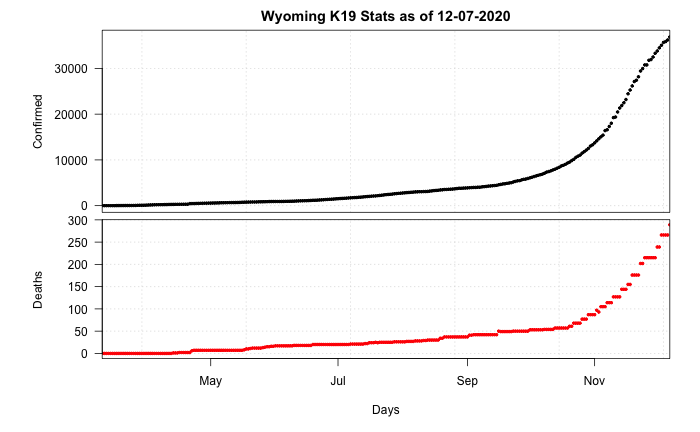 Wyoming K19 Stats as of 12-07-2020
Confirmed
30000
20000
10000
0
Deaths
300
250
200
150
100
50
0
May Jul Sep Nov
Days